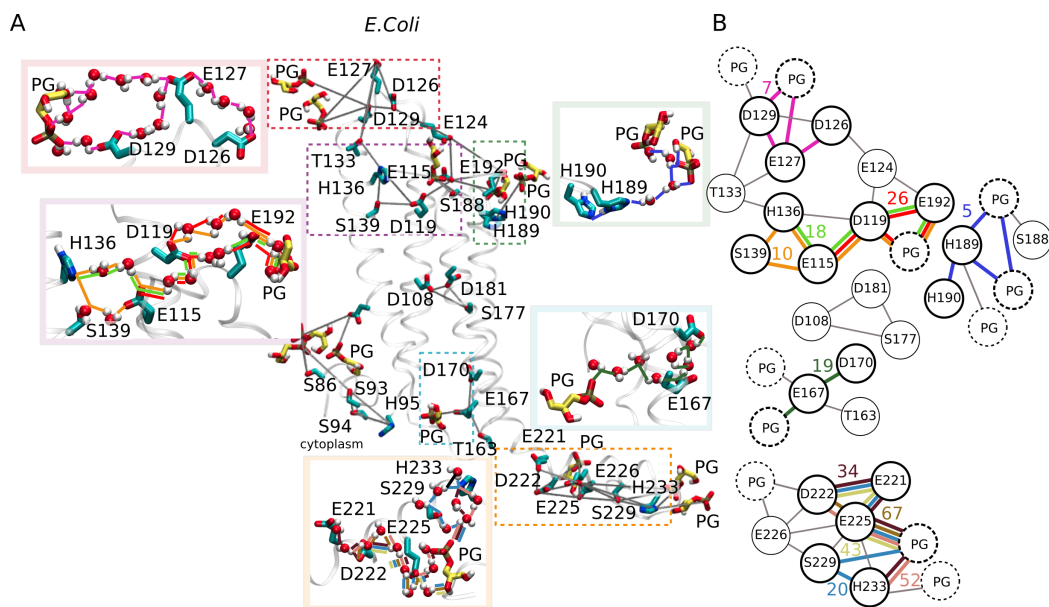 A
E.Coli
B
PG
E127
D129
D126
PG
E127
D126
PG
D129
E124
T133
E115
E192
PG
H136
PG
S188
H190
S139
D119
H189
PG
H190
H189
PG
D119
E192
H136
PG
S139
E115
D108
D181
S177
PG
S86
S93
H95
S94
cytoplasm
D170
E167
PG
T163
D170
PG
E167
E221
PG
D222
E226
PG
H233
E225
S229
PG
H233
S229
E221
E225
PG
D222
PG
7
PG
D129
D126
E127
E124
T133
26
E192
H136
D119
5
PG
18
S139
10
E115
PG
H189
S188
H190
PG
PG
D181
D108
S177
PG
19
D170
E167
T163
PG
PG
34
E221
D222
67
E226
E225
PG
43
S229
52
PG
20
H233